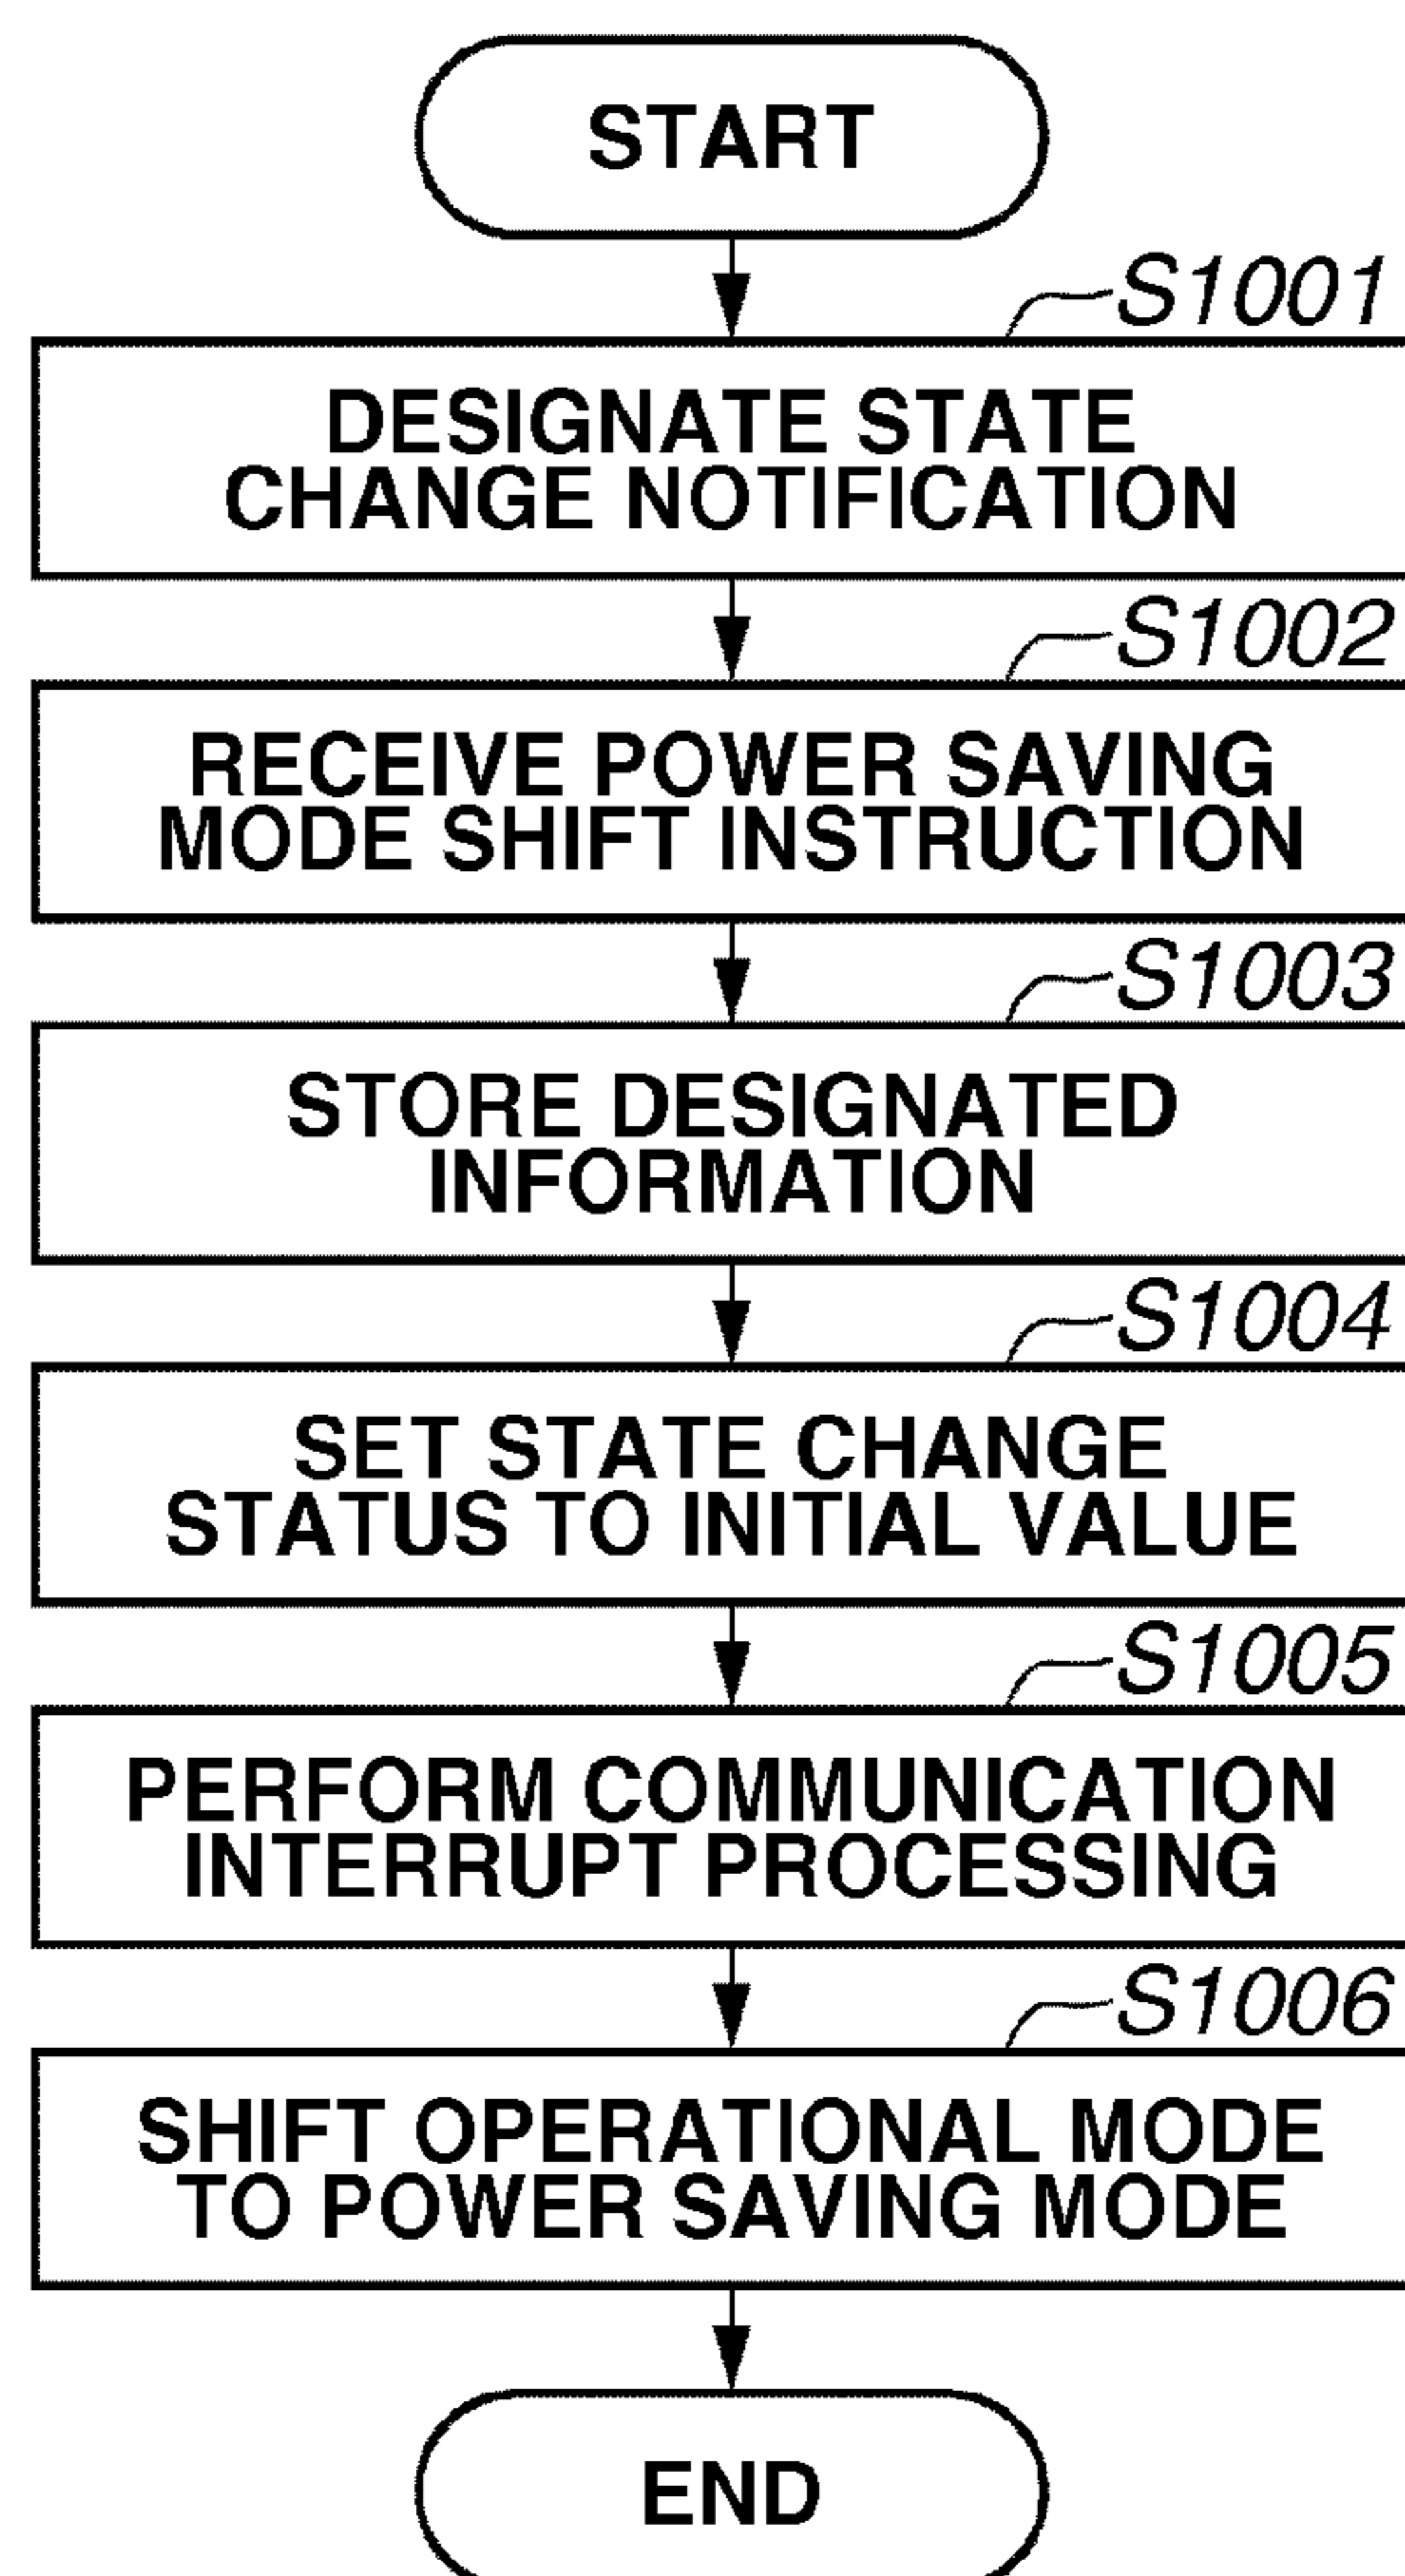 START
S1001
DESIGNATE STATE
CHANGE NOTIFICATION
S1002
RECEIVE POWER SAVING
MODE SHIFT INSTRUCTION
S1003
STORE DESIGNATED
INFORMATION
S1004
SET STATE CHANGE
STATUS TO INITIAL VALUE
S1005
PERFORM COMMUNICATION
INTERRUPT PROCESSING
S1006
SHIFT OPERATIONAL MODE
TO POWER SAVING MODE
END